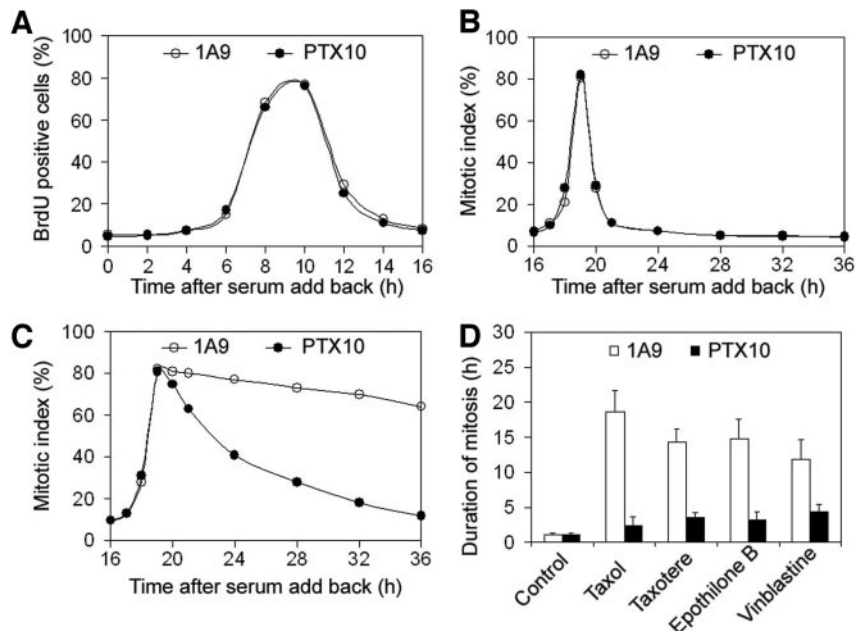 A
1A9 PTX10
BrdU positive cells (%)
100
80
60
40
20
0
0 2 4 6 8 10 12 14 16
Time after serum add back (h)
B
1A9 PTX10
Mitotic index (%)
100
80
60
40
20
0
16 20 24 28 32 36
Time after serum add back (h)
C
1A9 PTX10
Mitotic index (%)
100
80
60
40
20
0
16 20 24 28 32 36
Time after serum add back (h)
D
1A9 PTX10
Duration of mitosis (h)
30
25
20
15
10
5
0
Control
Taxol
Taxotere
Epothilone B
Vinblastine